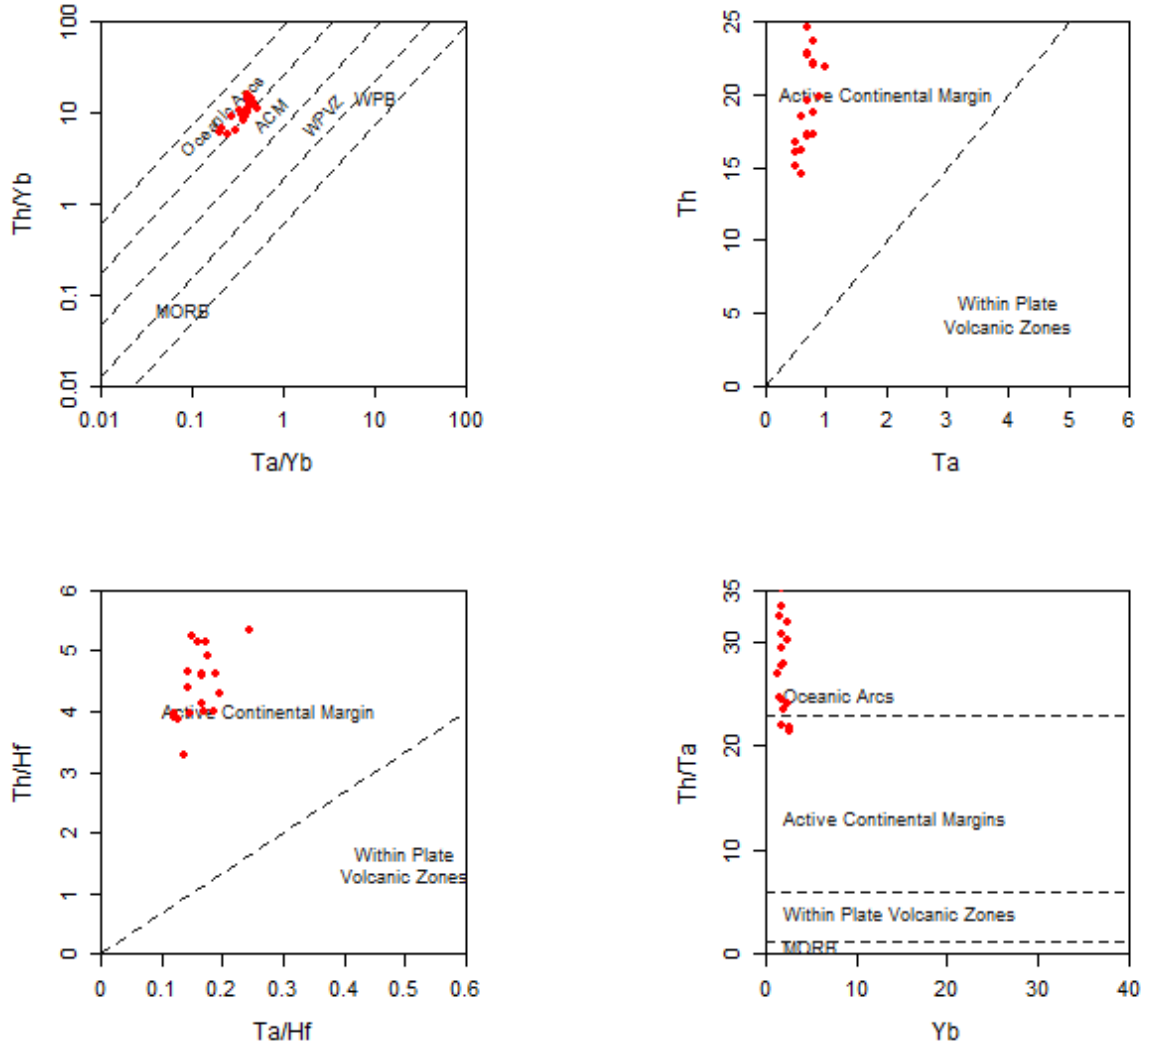 100
10
1
0.1
0.01
Th/Yb
Oceanic Arcs
ACM
WPVZ
WPB
MORB
0.01 0.1 1 10 100
Ta/Yb
25
20
15
10
5
0
Th
Active Continental Margin
Within Plate
Volcanic Zones
0 1 2 3 4 5 6
Ta
6
5
4
3
2
1
0
Th/Hf
Active Continental Margin
Within Plate
Volcanic Zones
0 0.1 0.2 0.3 0.4 0.5 0.6
Ta/Hf
35
30
20
10
0
Th/Ta
Oceanic Arcs
Active Continental Margins
Within Plate Volcanic Zones
MORB
0 10 20 30 40
Yb